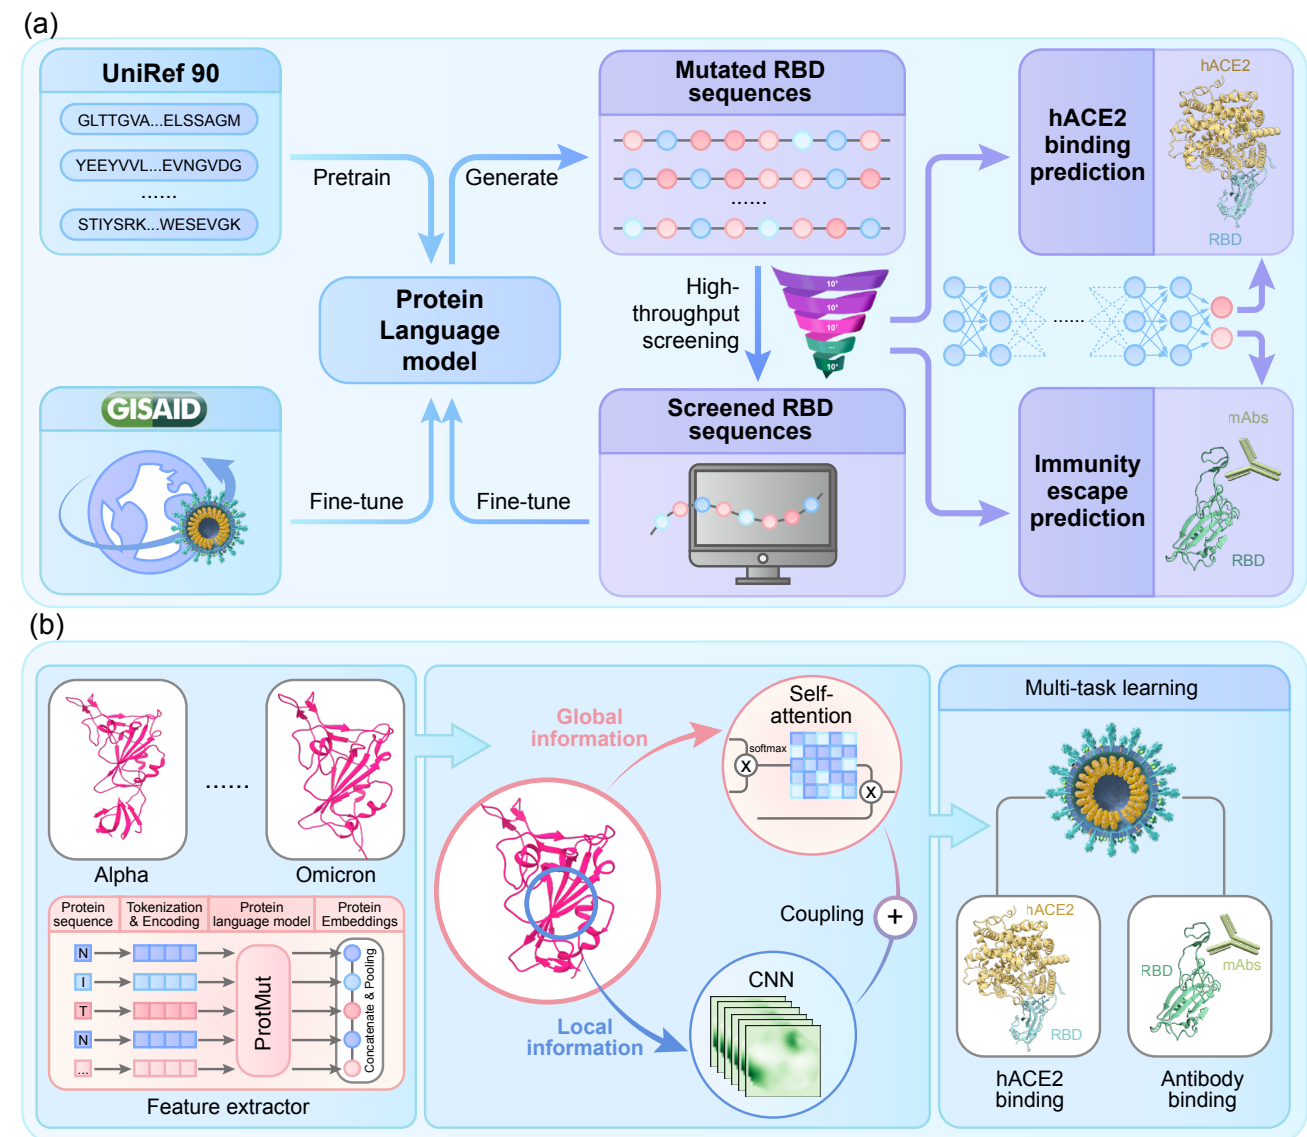 (a)
UniRef 90
GLTTGVA...ELSSAGM
YEEYVVL...EVNGVDG
......
STIYSRK...WESEVGK
Pretrain
Generate
Protein
Language
model
GISAID
Fine-tune
Fine-tune
Mutated RBD
sequences
......
High-
throughput
screening
10⁷
...
Screened RBD
sequences
hACE2
binding
prediction
hACE2
RBD
......
Immunity
escape
prediction
mAbs
RBD
(b)
Alpha
......
Omicron
Protein
sequence
Tokenization
& Encoding
Protein
language model
Protein
Embeddings
N
I
T
N
...
ProtMut
Concatenate & Pooling
Feature extractor
Global
information
Local
information
Self-
attention
softmax
X
X
Coupling
+
CNN
Multi-task learning
hACE2
RBD
hACE2
binding
RBD
mAbs
Antibody
binding